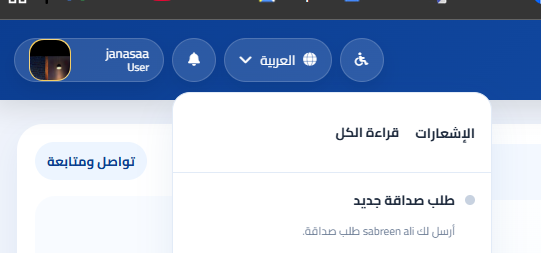 janasaa
User
العربية
الإشعارات قراءة الكل
تواصل ومتابعة
طلب صداقة جديد
أرسل لك sabreen ali طلب صداقة.